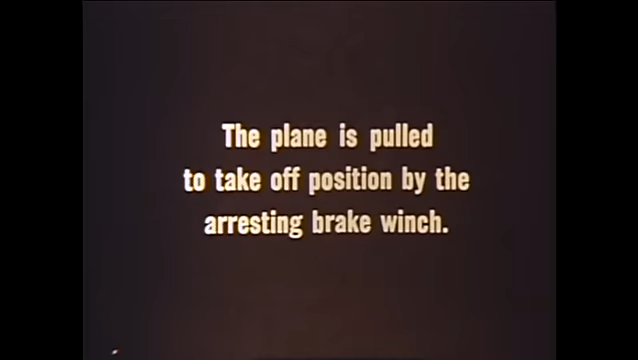 The plane is pulled
to take off position by the
arresting brake winch.